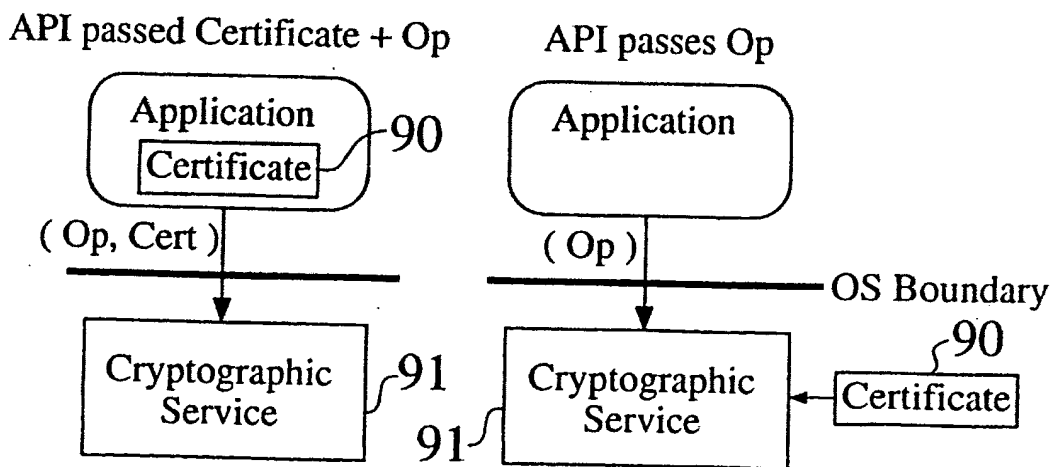 API passed Certificate + Op
Application
Certificate
90
( Op, Cert )
Cryptographic
Service
91
API passes Op
Application
( Op )
OS Boundary
Cryptographic
Service
91
90
Certificate